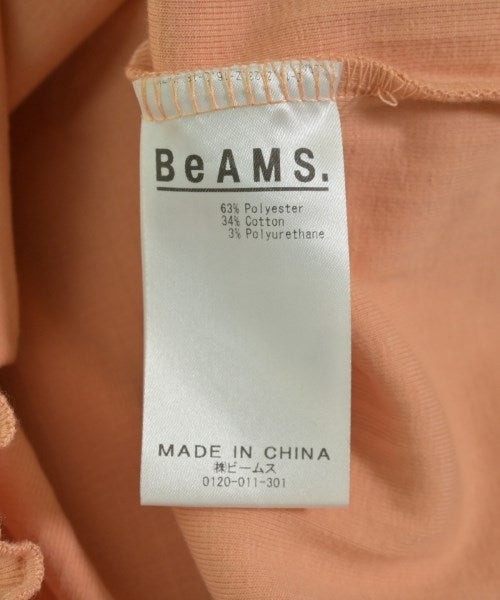 BeAMS.
63% Polyester
34% Cotton
3% Polyurethane
MADE IN CHINA
㈱ビームス
0120-011-301